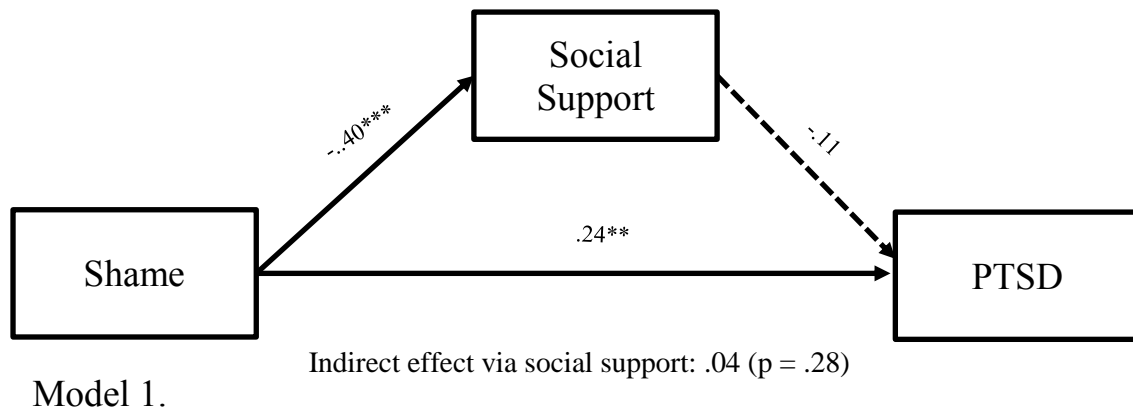 Social
Support
-..40***
-.11
.24**
Shame
PTSD
Indirect effect via social support: .04 (p = .28)
Model 1.